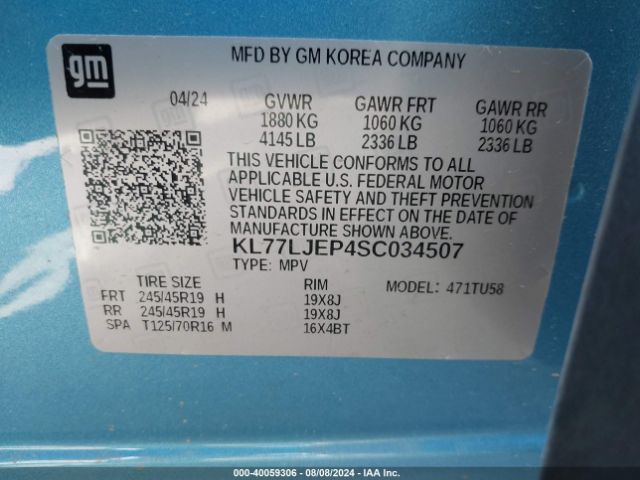 gm
MFD BY GM KOREA COMPANY
04/24 GVWR GAWR FRT GAWR RR
1880 KG 1060 KG 1060 KG
4145 LB 2336 LB 2336 LB
THIS VEHICLE CONFORMS TO ALL
APPLICABLE U.S. FEDERAL MOTOR
VEHICLE SAFETY AND THEFT PREVENTION
STANDARDS IN EFFECT ON THE DATE OF
MANUFACTURE SHOWN ABOVE.
KL77LJEP4SC034507
TYPE: MPV
TIRE SIZE RIM MODEL: 471TU58
FRT 245/45R19 H 19X8J
RR 245/45R19 H 19X8J
SPA T125/70R16 M 16X4BT
000-40059306 - 08/08/2024 - IAA Inc.